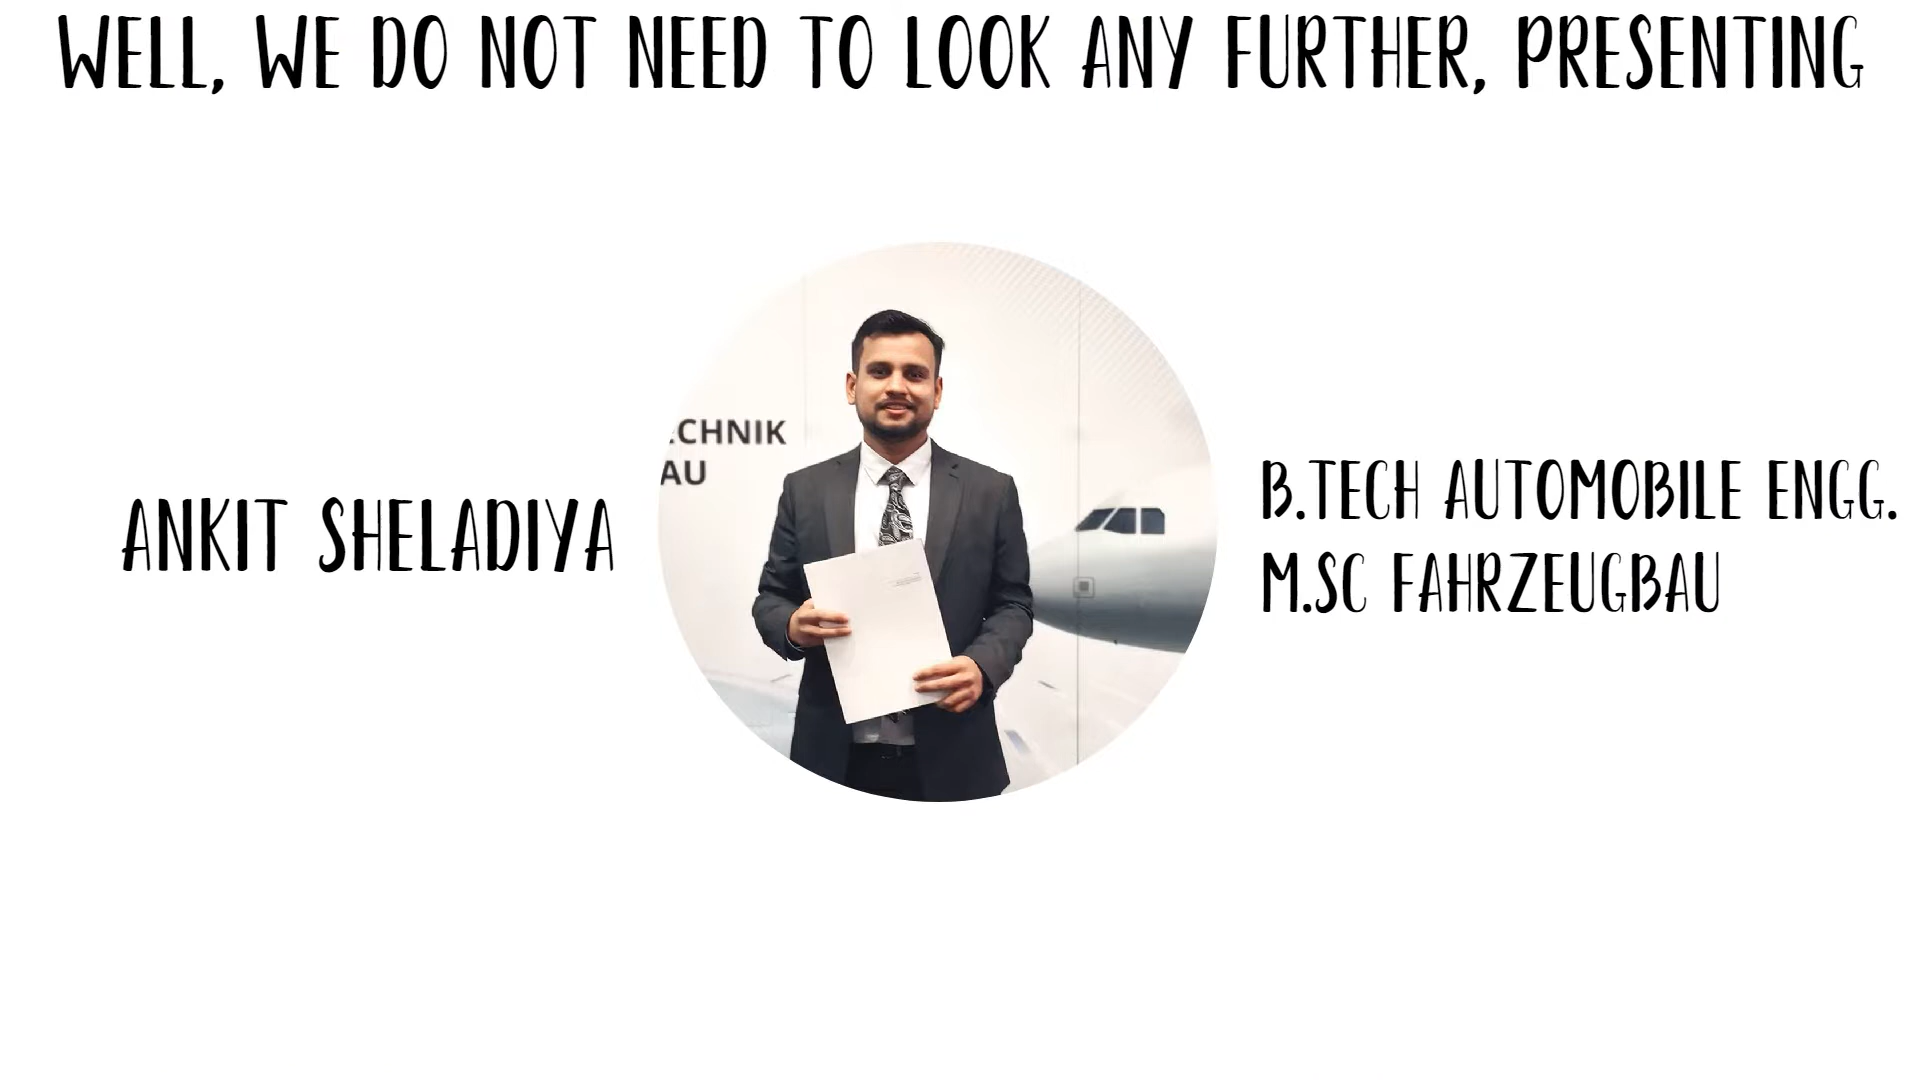 WELL, WE DO NOT NEED TO LOOK ANY FURTHER, PRESENTING
ANKIT SHELADIYA
CHNIK
AU
B.TECH AUTOMOBILE ENGG.
M.SC FAHRZEUGBAU